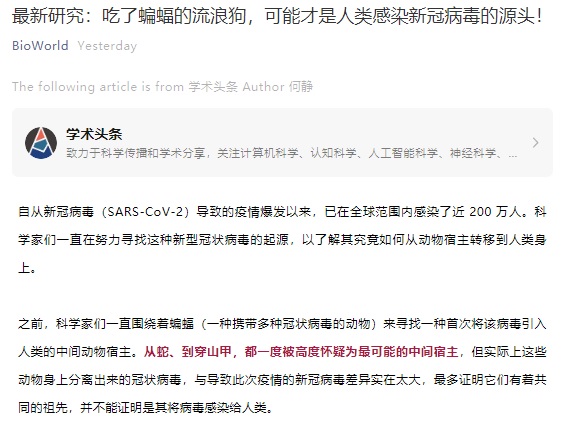 最新研究：吃了蝙蝠的流浪狗，可能才是人类感染新冠病毒的源头！
BioWorld Yesterday
The following article is from 学术头条 Author 何静
学术头条
致力于科学传播和学术分享，关注计算机科学、认知科学、人工智能科学、神经科学、...
自从新冠病毒（SARS-CoV-2）导致的疫情爆发以来，已在全球范围内感染了近 200 万人。科
学家们一直在努力寻找这种新型冠状病毒的起源，以了解其究竟如何从动物宿主转移到人类身
上。
之前，科学家们一直围绕着蝙蝠（一种携带多种冠状病毒的动物）来寻找一种首次将该病毒引入
人类的中间动物宿主。从蛇、到穿山甲，都一度被高度怀疑为最可能的中间宿主，但实际上这些
动物身上分离出来的冠状病毒，与导致此次疫情的新冠病毒差异实在太大，最多证明它们有着共
同的祖先，并不能证明是其将病毒感染给人类。